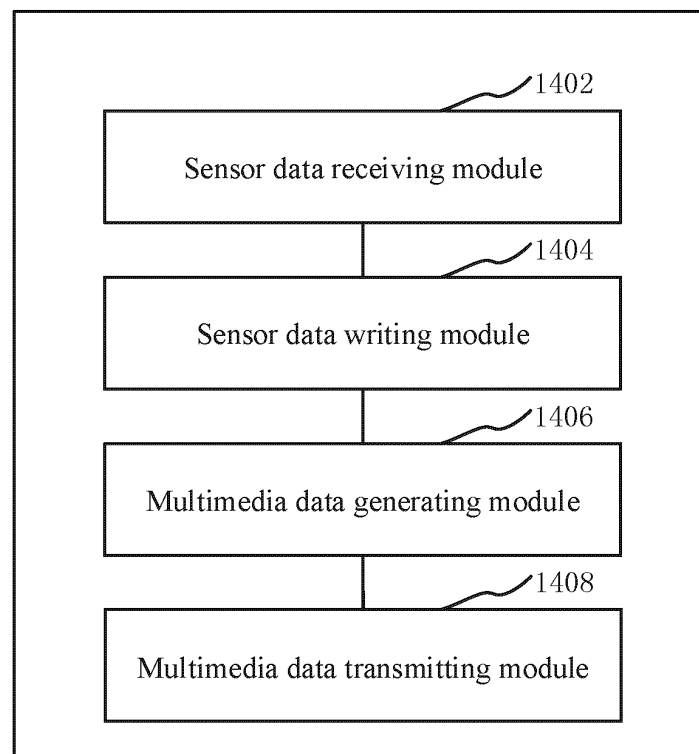 1402
Sensor data receiving module
1404
Sensor data writing module
1406
Multimedia data generating module
1408
Multimedia data transmitting module